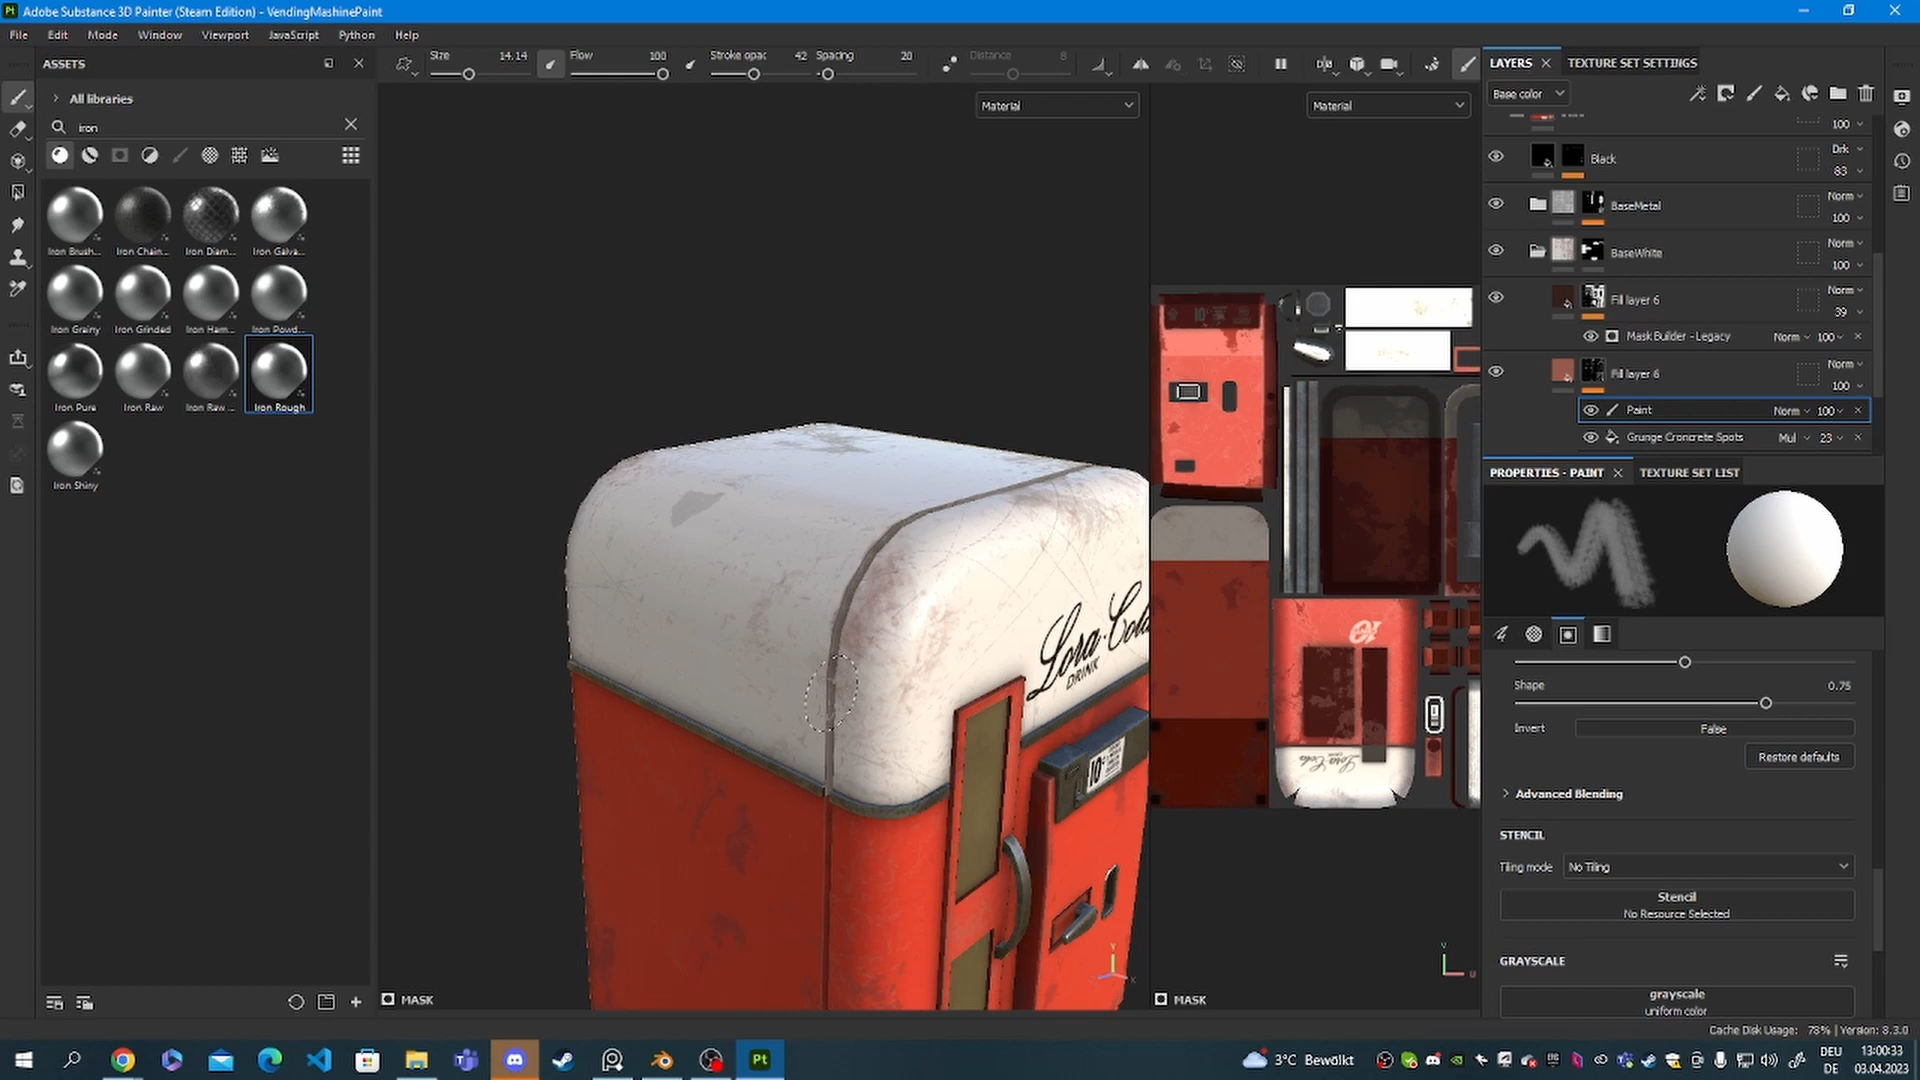 Adobe Substance 3D Painter (Steam Edition) - VendingMashinePaint
File Edit Mode Window Viewport JavaScript Python Help
ASSETS
Size 14.14 Flow 100 Stroke opac 42 Spacing 20 Distance 8
LAYERS
TEXTURE SET SETTINGS
All libraries
iron
Material
Material
Base color
100
Iron Brush... Iron Chain... Iron Diam... Iron Galva...
Iron Grainy Iron Grinded Iron Ham... Iron Powd...
Iron Pure Iron Raw Iron Raw ... Iron Rough
Iron Shiny
Black Drk 83
BaseMetal Norm 100
BaseWhite Norm 100
Fill layer 6 Norm 39
Mask Builder - Legacy Norm 100
Fill layer 6 Norm 100
Paint Norm 100
Grunge Croncrete Spots Mul 23
PROPERTIES - PAINT
TEXTURE SET LIST
Lora-Cola
DRINK
10¢
Shape 0.75
Invert False
Restore defaults
Advanced Blending
STENCIL
Tiling mode No Tiling
Stencil
No Resource Selected
GRAYSCALE
grayscale
uniform color
MASK
MASK
Cache Disk Usage: 78% | Version: 8.3.0
3°C Bewölkt
DEU
DE
13:00:33
03.04.2023